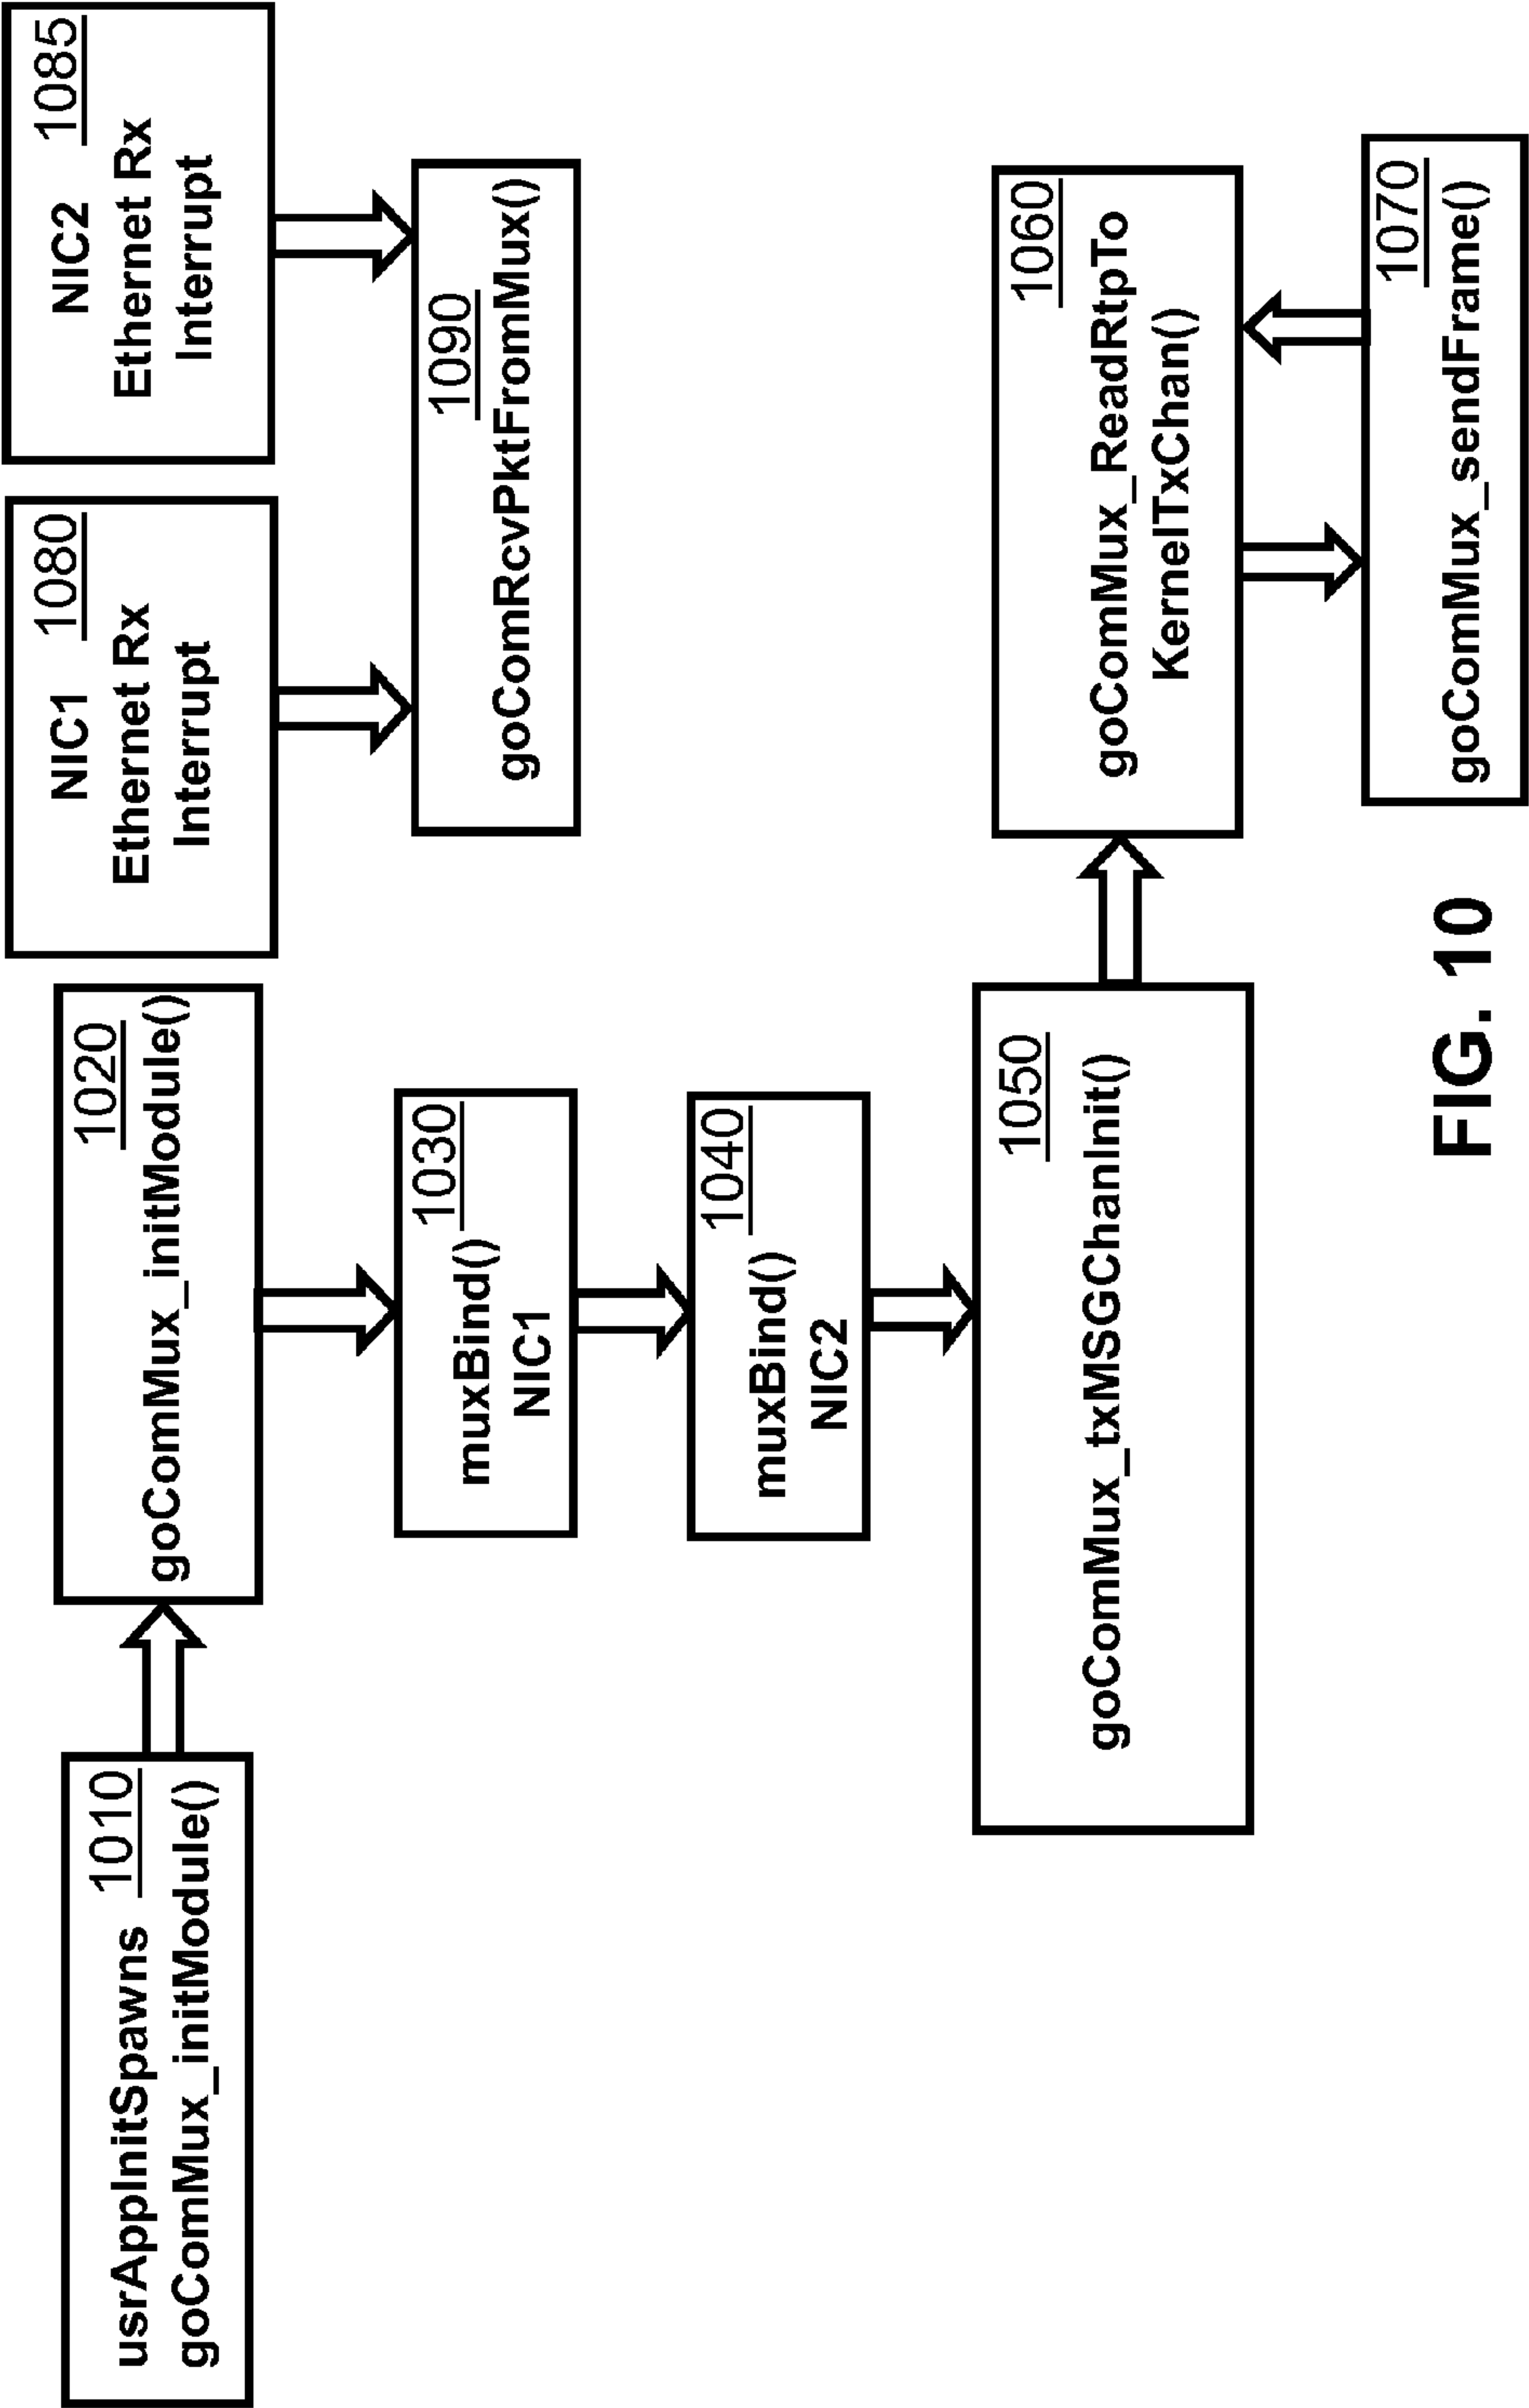 usrAppInitSpawns 1010
goComMux_initModule()
1020
goComMux_initModule()
1030
muxBind()
NIC1
1040
muxBind()
NIC2
1050
goComMux_txMSGChanInit()
1060
goComMux_ReadRtpTo
KernelTxChan()
1070
goComMux_sendFrame()
1080
NIC1
Ethernet Rx
Interrupt
1085
NIC2
Ethernet Rx
Interrupt
1090
goComRcvPktFromMux()
FIG. 10